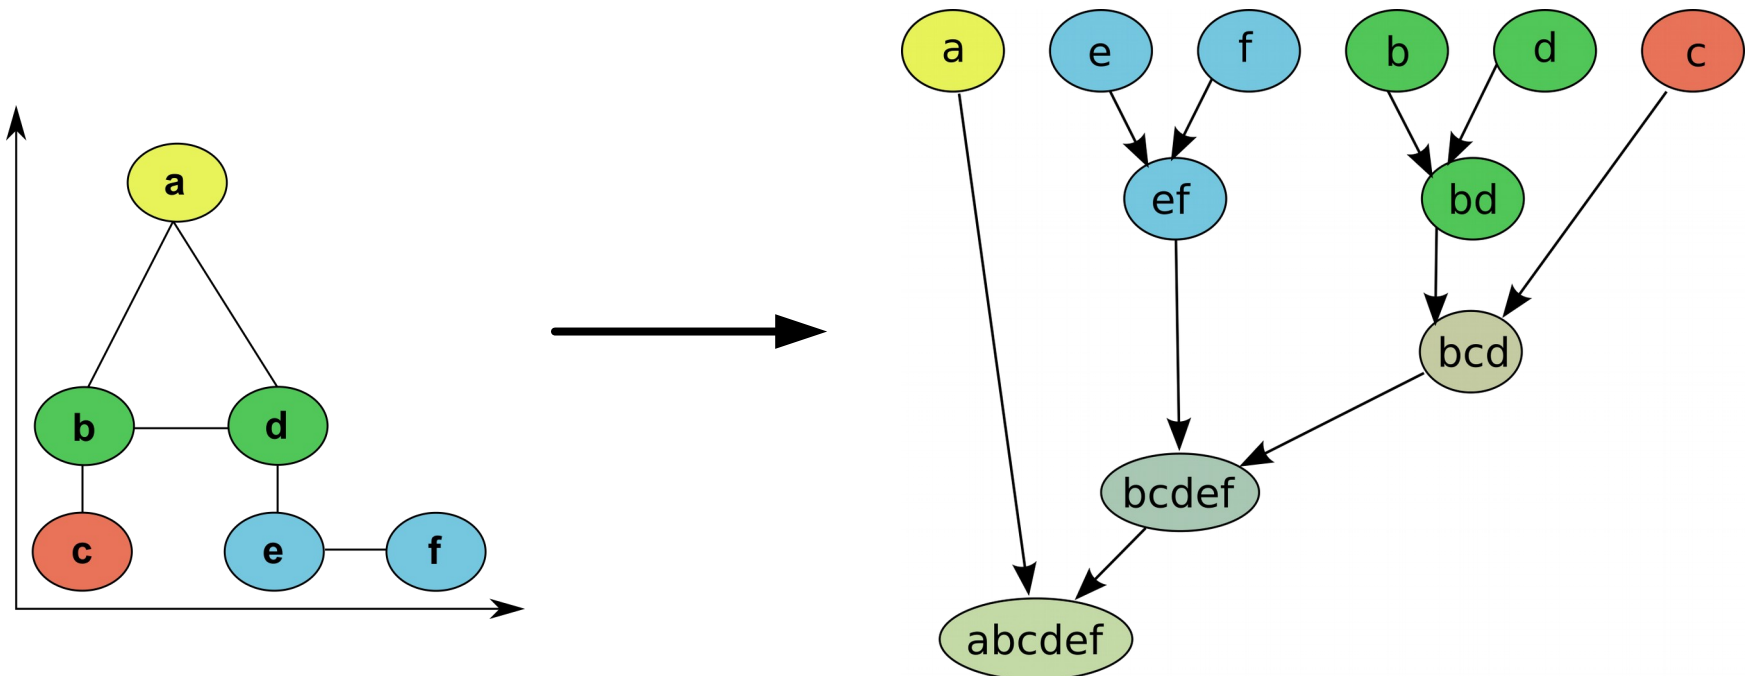 a
b d
c e f
a e f b d c
ef bd
bcd
bcdef
abcdef